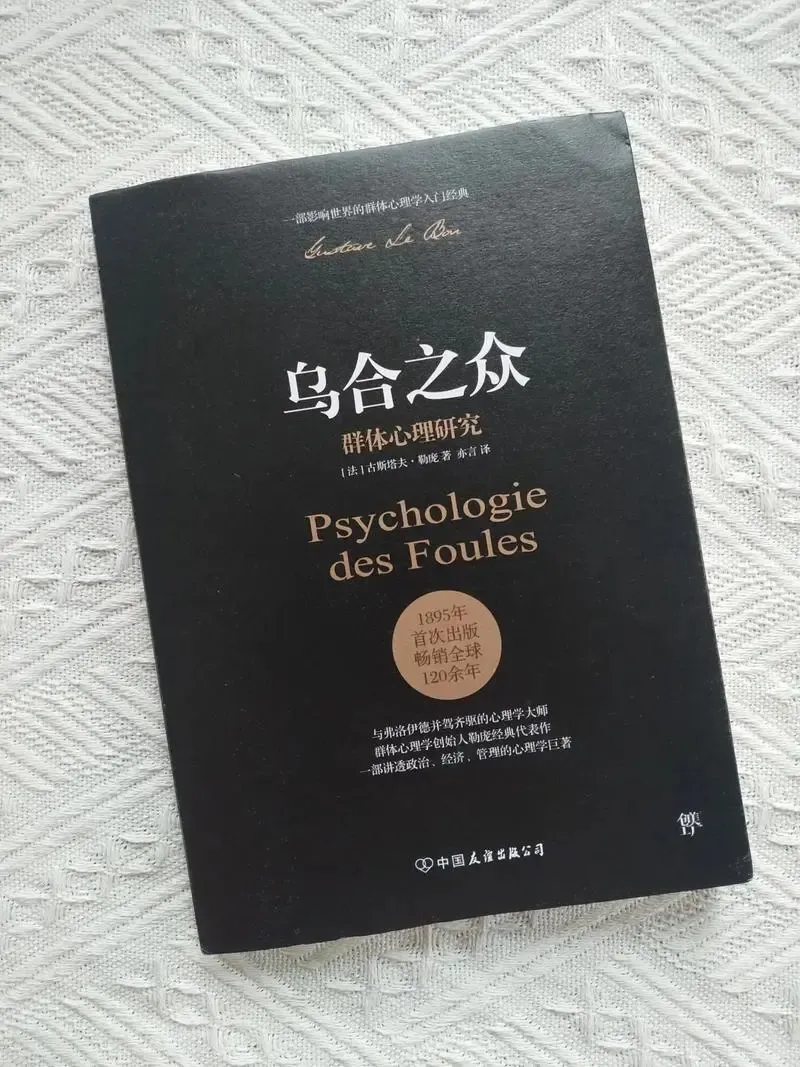 一部影响世界的群体心理学入门经典
Gustave Le Bon
乌合之众
群体心理研究
[法]古斯塔夫·勒庞 著 亦言 译
Psychologie
des Foules
1895年
首次出版
畅销全球
120余年
与弗洛伊德并驾齐驱的心理学大师
群体心理学创始人勒庞经典代表作
一部讲透政治、经济、管理的心理学巨著
中国友谊出版公司